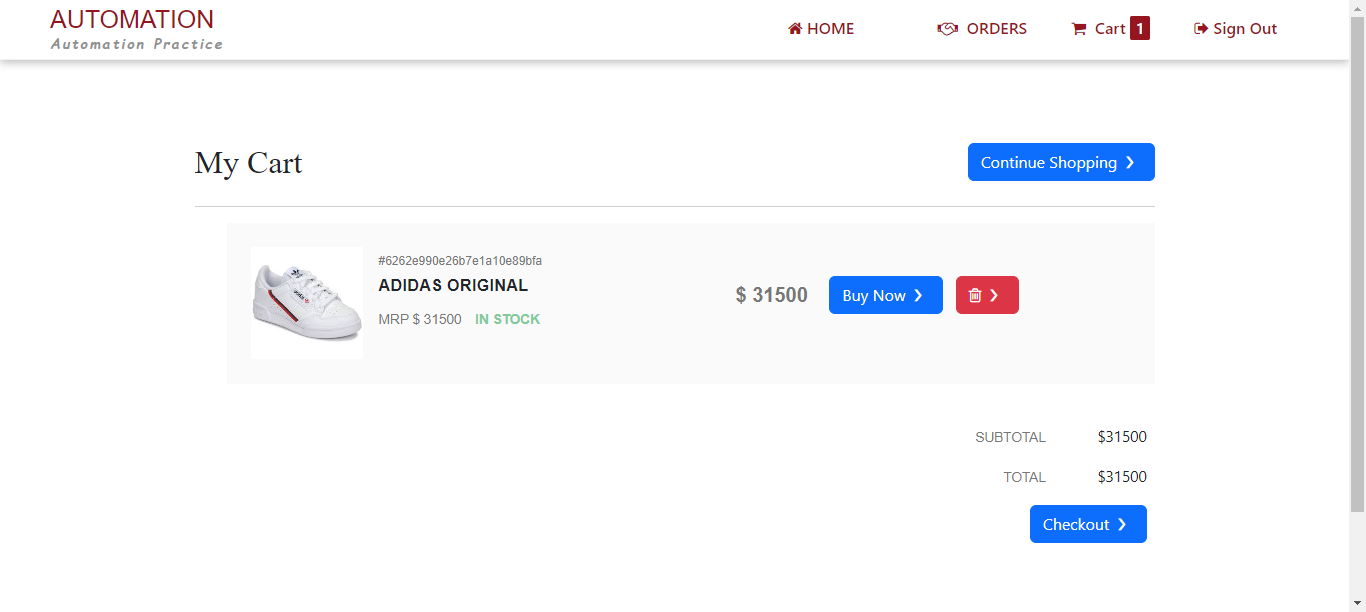 AUTOMATION
Automation Practice
HOME
ORDERS
Cart 1
Sign Out
My Cart
Continue Shopping
#6262e990e26b7e1a10e89bfa
ADIDAS ORIGINAL
MRP $ 31500 IN STOCK
$ 31500
Buy Now
SUBTOTAL $31500
TOTAL $31500
Checkout